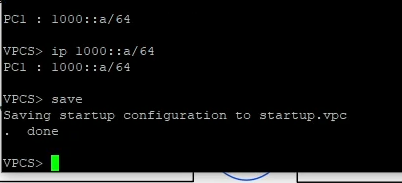 PC1 : 1000::a/64
VPCS> ip 1000::a/64
PC1 : 1000::a/64
VPCS> save
Saving startup configuration to startup.vpc
.  done
VPCS>